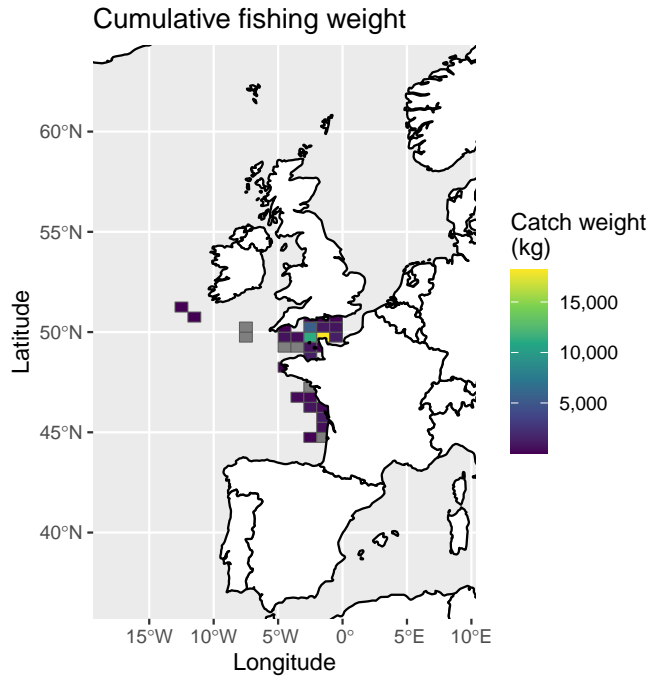 Cumulative fishing weight
60°N
55°N
50°N
45°N
40°N
Latitude
15°W
10°W
5°W
0°
5°E
10°E
Longitude
Catch weight
(kg)
15,000
10,000
5,000